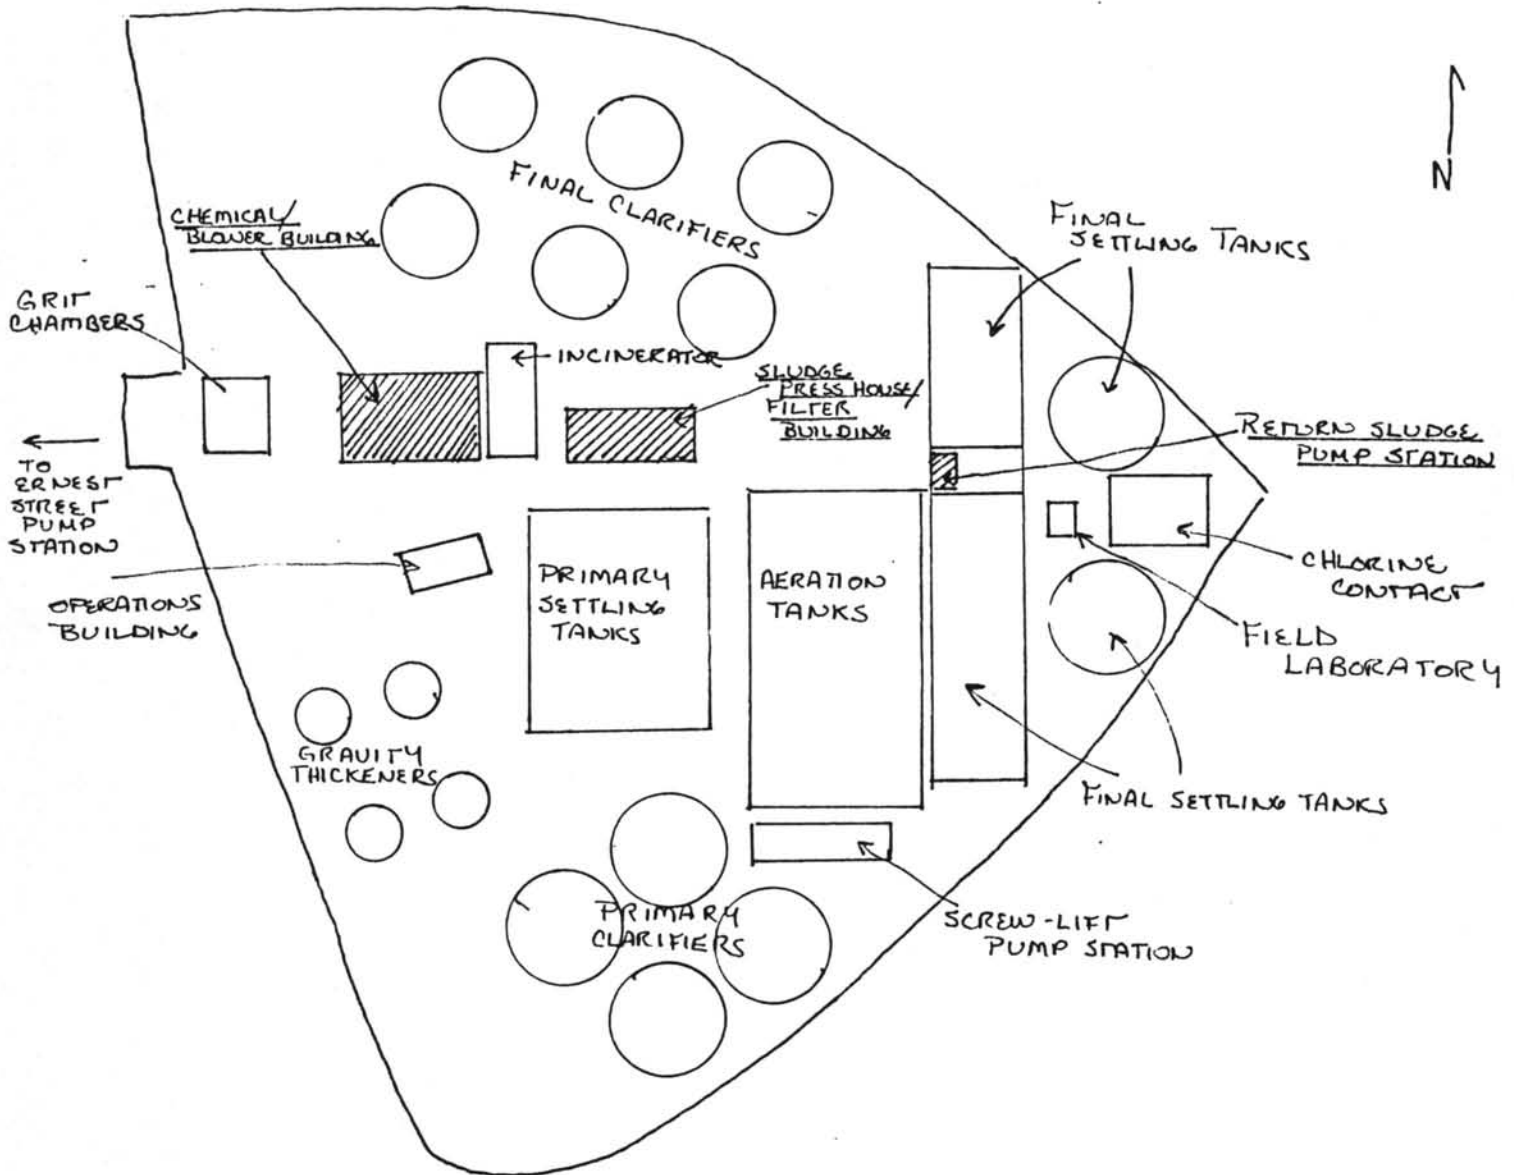 N
FINAL CLARIFIERS
CHEMICAL/
BLOWER BUILDING
FINAL
SETTLING TANKS
GRIT
CHAMBERS
INCINERATOR
SLUDGE
PRESS HOUSE/
FILTER
BUILDING
RETURN SLUDGE
PUMP STATION
TO
ERNEST
STREET
PUMP
STATION
OPERATIONS
BUILDING
PRIMARY
SETTLING
TANKS
AERATION
TANKS
CHLORINE
CONTACT
FIELD
LABORATORY
GRAVITY
THICKENERS
FINAL SETTLING TANKS
PRIMARY
CLARIFIERS
SCREW-LIFT
PUMP STATION